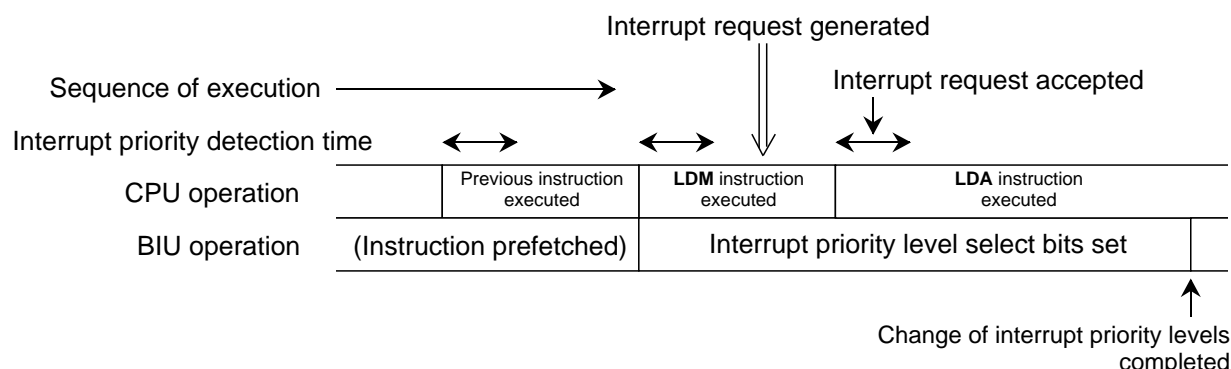 Interrupt request generated
Interrupt request accepted
Sequence of execution
Interrupt priority detection time
CPU operation
Previous instruction
executed
LDM instruction
executed
LDA instruction
executed
BIU operation
(Instruction prefetched)
Interrupt priority level select bits set
Change of interrupt priority levels
completed